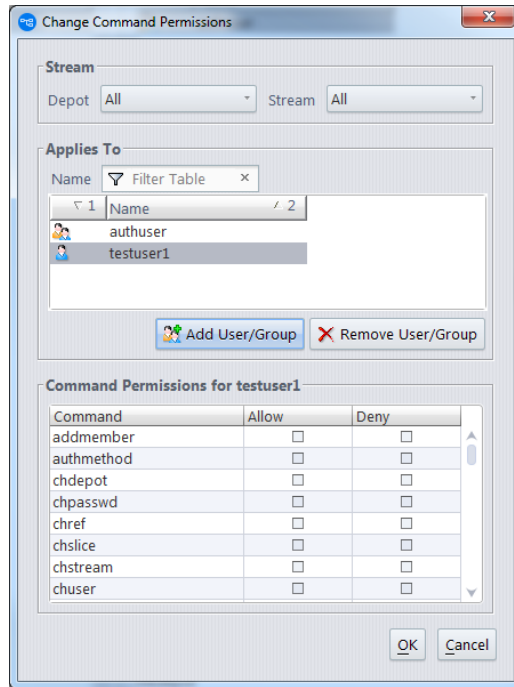 Change Command Permissions
Stream
Depot All Stream All
Applies To
Name Filter Table
1 Name 2
authuser
testuser1
Add User/Group Remove User/Group
Command Permissions for testuser1
Command Allow Deny
addmember
authmethod
chdepot
chpasswd
chref
chslice
chstream
chuser
OK Cancel